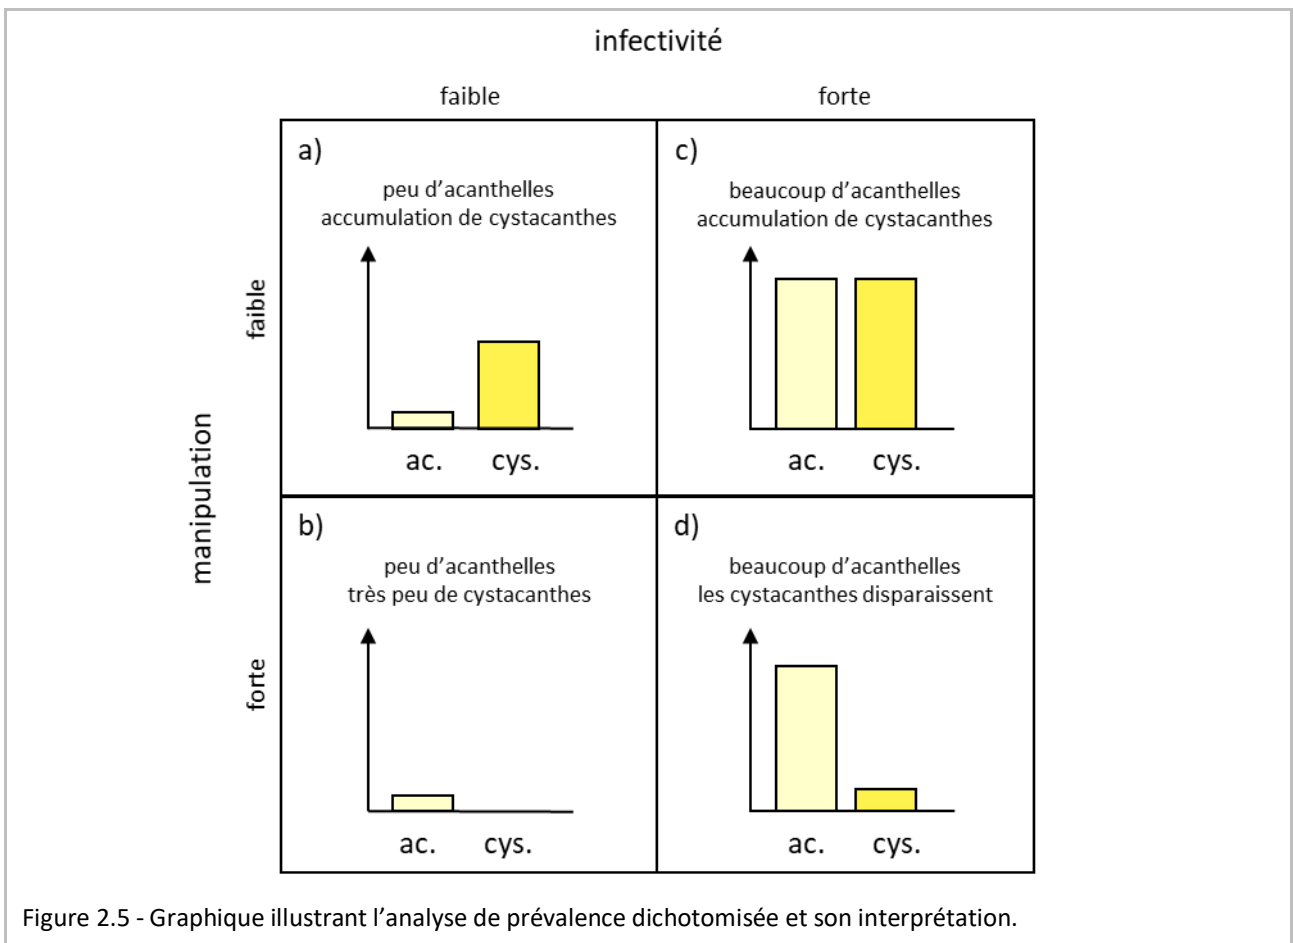 infectivité
faible
forte
manipulation
faible
a)
peu d'acanthelles
accumulation de cystacanthes
ac.
cys.
c)
beaucoup d'acanthelles
accumulation de cystacanthes
ac.
cys.
forte
b)
peu d'acanthelles
très peu de cystacanthes
ac.
cys.
d)
beaucoup d'acanthelles
les cystacanthes disparaissent
ac.
cys.
Figure 2.5 - Graphique illustrant l'analyse de prévalence dichotomisée et son interprétation.